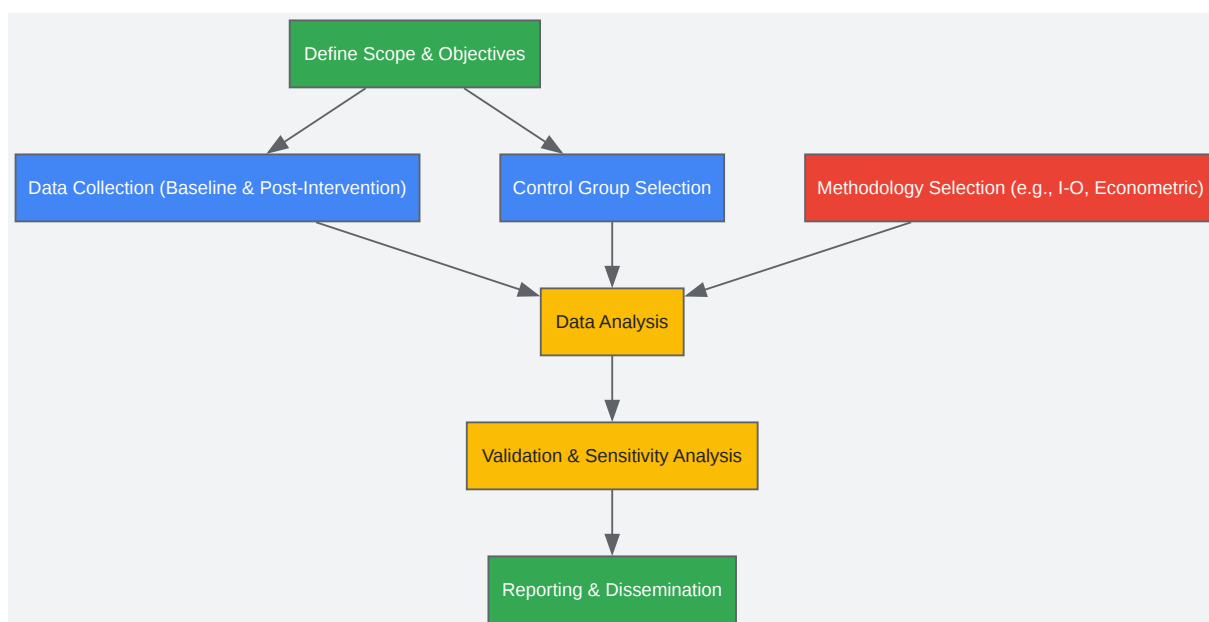 Define Scope & Objectives
Data Collection (Baseline & Post-Intervention)
Control Group Selection
Methodology Selection (e.g., I-O, Econometric)
Data Analysis
Validation & Sensitivity Analysis
Reporting & Dissemination